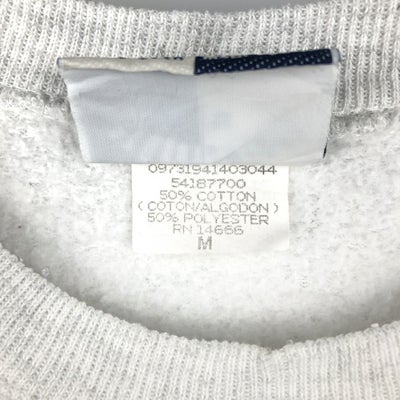 09731941403044
54187700
50% COTTON
(COTON/ALGODON)
50% POLYESTER
RN 14666
M